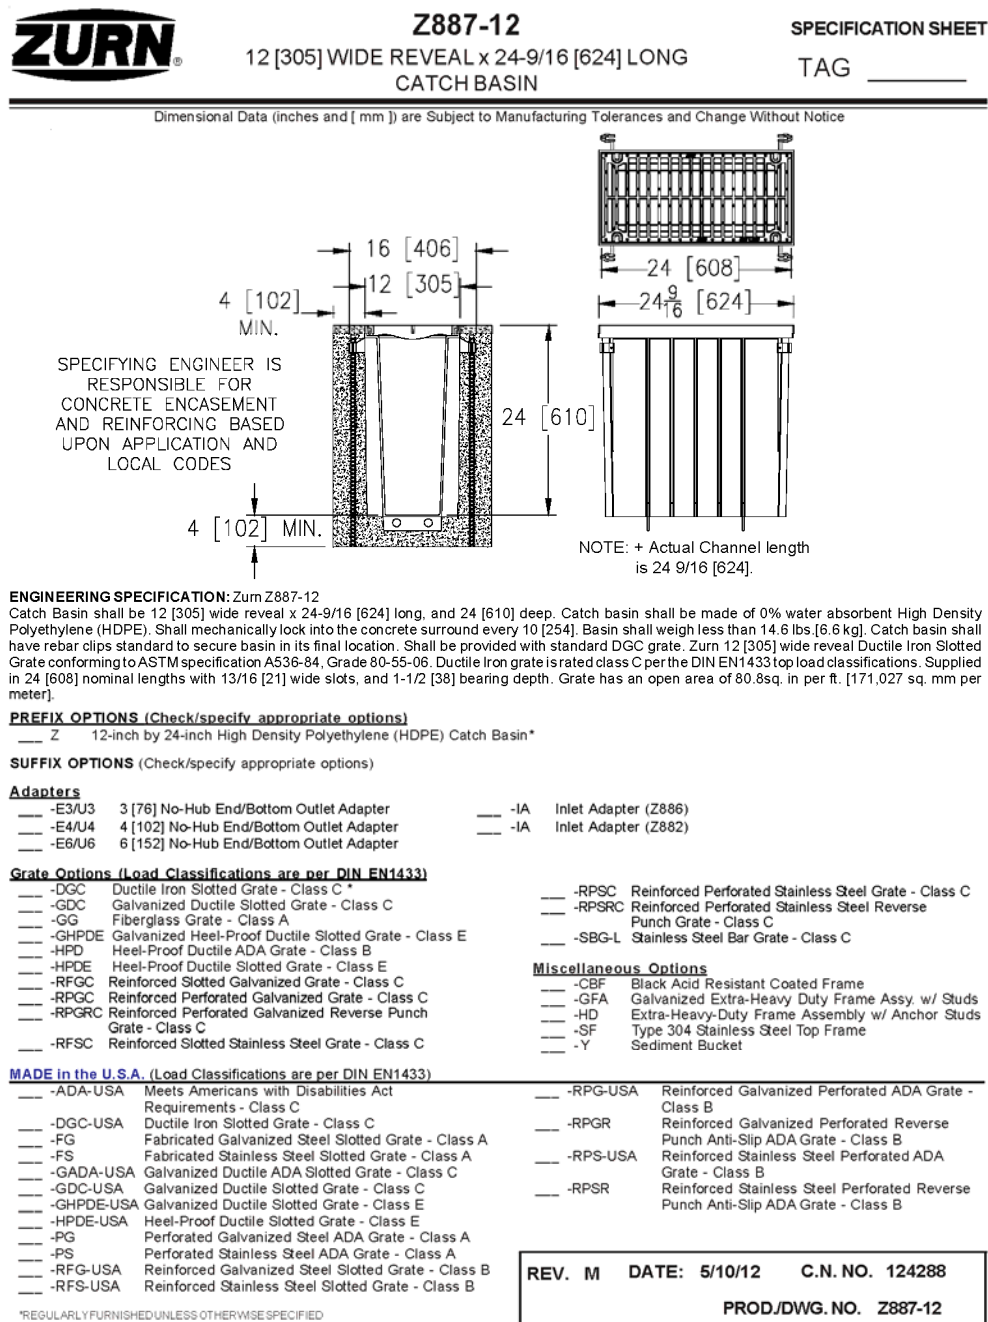 ZURN®
Z887-12
12 [305] WIDE REVEAL x 24-9/16 [624] LONG
CATCH BASIN
SPECIFICATION SHEET
TAG
Dimensional Data (inches and [ mm ]) are Subject to Manufacturing Tolerances and Change Without Notice
16 [406]
12 [305]
4 [102]
MIN.
24 [608]
24 9/16 [624]
SPECIFYING ENGINEER IS
RESPONSIBLE FOR
CONCRETE ENCASEMENT
AND REINFORCING BASED
UPON APPLICATION AND
LOCAL CODES
24 [610]
4 [102] MIN.
NOTE: + Actual Channel length
is 24 9/16 [624].
ENGINEERING SPECIFICATION: Zurn Z887-12
Catch Basin shall be 12 [305] wide reveal x 24-9/16 [624] long, and 24 [610] deep. Catch basin shall be made of 0% water absorbent High Density
Polyethylene (HDPE). Shall mechanically lock into the concrete surround every 10 [254]. Basin shall weigh less than 14.6 lbs.[6.6 kg]. Catch basin shall
have rebar clips standard to secure basin in its final location. Shall be provided with standard DGC grate. Zurn 12 [305] wide reveal Ductile Iron Slotted
Grate conforming to ASTM specification A536-84, Grade 80-55-06. Ductile Iron grate is rated class C per the DIN EN1433 top load classifications. Supplied
in 24 [608] nominal lengths with 13/16 [21] wide slots, and 1-1/2 [38] bearing depth. Grate has an open area of 80.8sq. in per ft. [171,027 sq. mm per
meter].
PREFIX OPTIONS (Check/specify appropriate options)
___ Z 12-inch by 24-inch High Density Polyethylene (HDPE) Catch Basin*
SUFFIX OPTIONS (Check/specify appropriate options)
Adapters
___ -E3/U3 3 [76] No-Hub End/Bottom Outlet Adapter
___ -E4/U4 4 [102] No-Hub End/Bottom Outlet Adapter
___ -E6/U6 6 [152] No-Hub End/Bottom Outlet Adapter
___ -IA Inlet Adapter (Z886)
___ -IA Inlet Adapter (Z882)
Grate Options (Load Classifications are per DIN EN1433)
___ -DGC Ductile Iron Slotted Grate - Class C *
___ -GDC Galvanized Ductile Slotted Grate - Class C
___ -GG Fiberglass Grate - Class A
___ -GHPDE Galvanized Heel-Proof Ductile Slotted Grate - Class E
___ -HPD Heel-Proof Ductile ADA Grate - Class B
___ -HPDE Heel-Proof Ductile Slotted Grate - Class E
___ -RFGC Reinforced Slotted Galvanized Grate - Class C
___ -RPGC Reinforced Perforated Galvanized Grate - Class C
___ -RPGRC Reinforced Perforated Galvanized Reverse Punch
Grate - Class C
___ -RFSC Reinforced Slotted Stainless Steel Grate - Class C
___ -RPSC Reinforced Perforated Stainless Steel Grate - Class C
___ -RPSRC Reinforced Perforated Stainless Steel Reverse
Punch Grate - Class C
___ -SBG-L Stainless Steel Bar Grate - Class C
Miscellaneous Options
___ -CBF Black Acid Resistant Coated Frame
___ -GFA Galvanized Extra-Heavy Duty Frame Assy. w/ Studs
___ -HD Extra-Heavy-Duty Frame Assembly w/ Anchor Studs
___ -SF Type 304 Stainless Steel Top Frame
___ -Y Sediment Bucket
MADE in the U.S.A. (Load Classifications are per DIN EN1433)
___ -ADA-USA Meets Americans with Disabilities Act
Requirements - Class C
___ -DGC-USA Ductile Iron Slotted Grate - Class C
___ -FG Fabricated Galvanized Steel Slotted Grate - Class A
___ -FS Fabricated Stainless Steel Slotted Grate - Class A
___ -GADA-USA Galvanized Ductile ADA Slotted Grate - Class C
___ -GDC-USA Galvanized Ductile Slotted Grate - Class C
___ -GHPDE-USA Galvanized Ductile Slotted Grate - Class E
___ -HPDE-USA Heel-Proof Ductile Slotted Grate - Class E
___ -PG Perforated Galvanized Steel ADA Grate - Class A
___ -PS Perforated Stainless Steel ADA Grate - Class A
___ -RFG-USA Reinforced Galvanized Steel Slotted Grate - Class B
___ -RFS-USA Reinforced Stainless Steel Slotted Grate - Class B
___ -RPG-USA Reinforced Galvanized Perforated ADA Grate -
Class B
___ -RPGR Reinforced Galvanized Perforated Reverse
Punch Anti-Slip ADA Grate - Class B
___ -RPS-USA Reinforced Stainless Steel Perforated ADA
Grate - Class B
___ -RPSR Reinforced Stainless Steel Perforated Reverse
Punch Anti-Slip ADA Grate - Class B
*REGULARLY FURNISHED UNLESS OTHERWISE SPECIFIED
REV. M DATE: 5/10/12 C.N. NO. 124288
PROD./DWG. NO. Z887-12